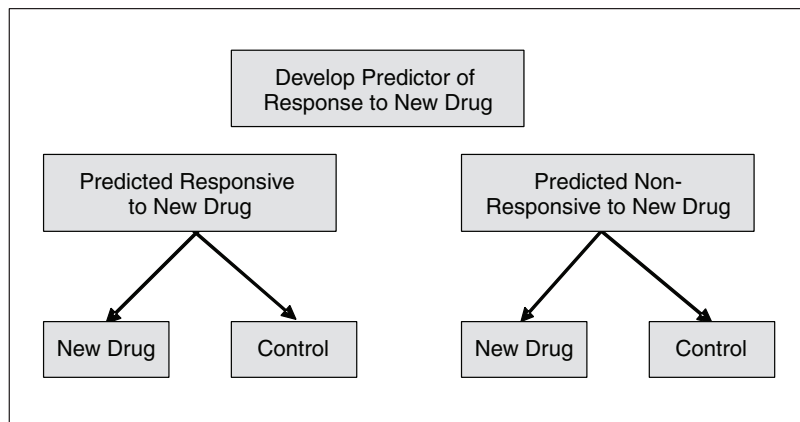 Develop Predictor of
Response to New Drug
Predicted Responsive
to New Drug
Predicted Non-
Responsive to New Drug
New Drug
Control
New Drug
Control